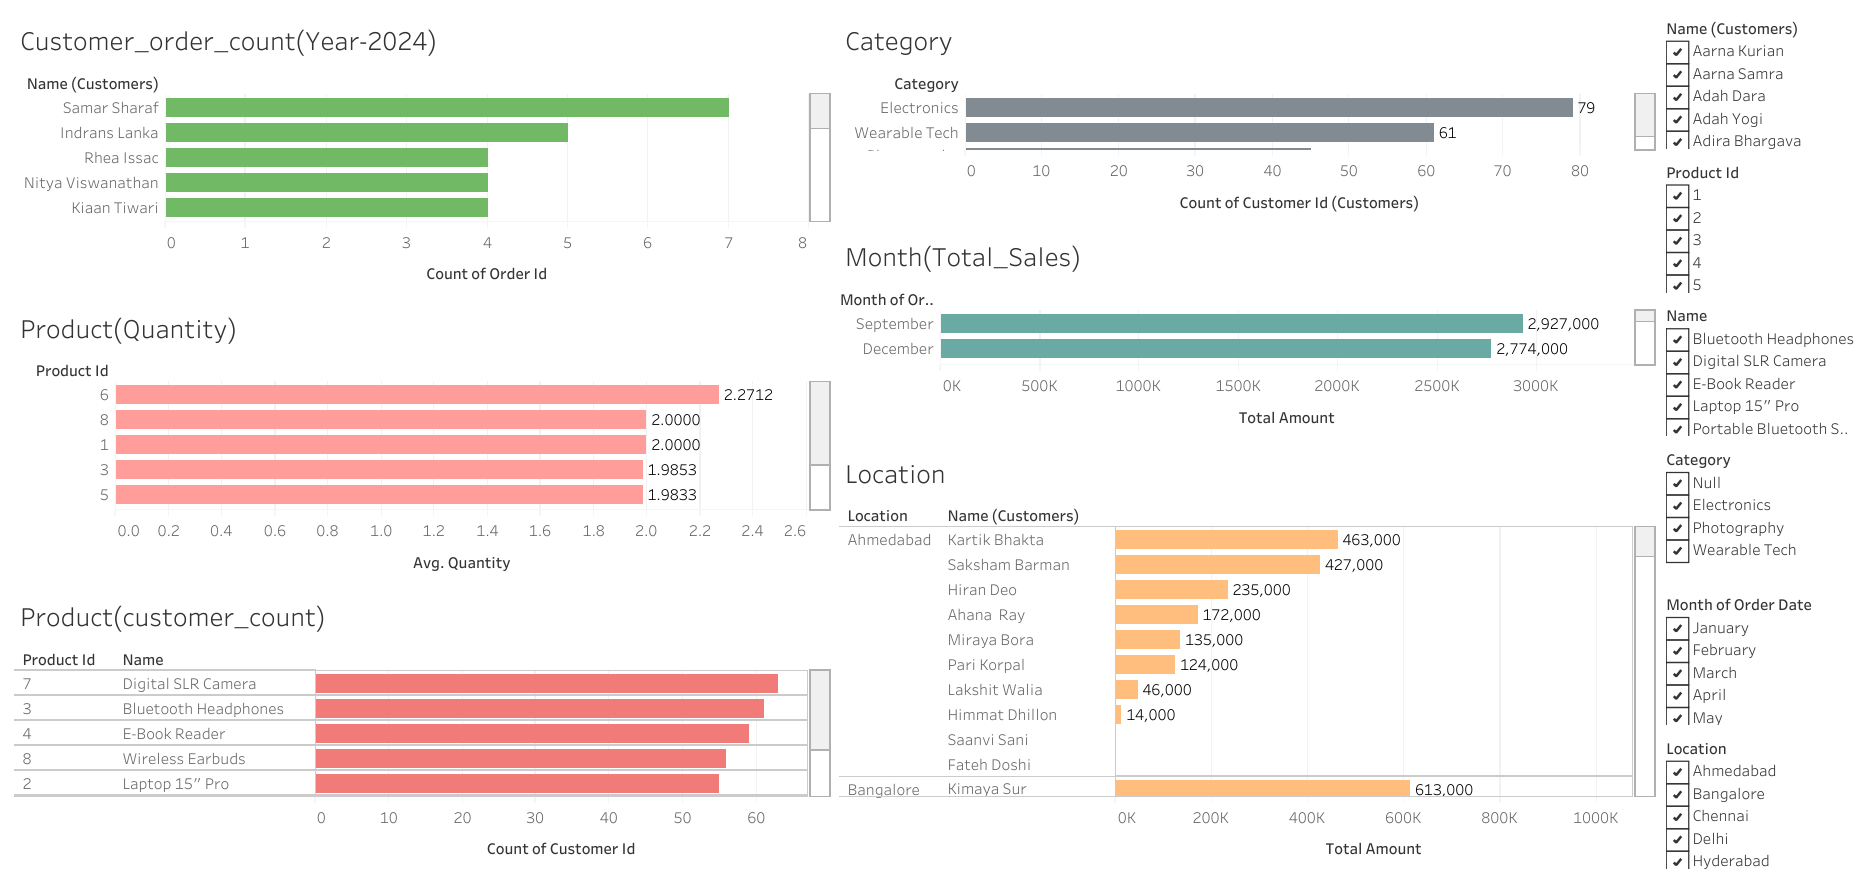 Customer_order_count(Year-2024)
Name (Customers)
Samar Sharaf
Indrans Lanka
Rhea Issac
Nitya Viswanathan
Kiaan Tiwari
0 1 2 3 4 5 6 7 8
Count of Order Id
Product(Quantity)
Product Id
6 2.2712
8 2.0000
1 2.0000
3 1.9853
5 1.9833
0.0 0.2 0.4 0.6 0.8 1.0 1.2 1.4 1.6 1.8 2.0 2.2 2.4 2.6
Avg. Quantity
Product(customer_count)
Product Id Name
7 Digital SLR Camera
3 Bluetooth Headphones
4 E-Book Reader
8 Wireless Earbuds
2 Laptop 15” Pro
0 10 20 30 40 50 60
Count of Customer Id
Category
Category
Electronics 79
Wearable Tech 61
0 10 20 30 40 50 60 70 80
Count of Customer Id (Customers)
Month(Total_Sales)
Month of Or..
September 2,927,000
December 2,774,000
0K 500K 1000K 1500K 2000K 2500K 3000K
Total Amount
Location
Location Name (Customers)
Ahmedabad Kartik Bhakta 463,000
Saksham Barman 427,000
Hiran Deo 235,000
Ahana  Ray 172,000
Miraya Bora 135,000
Pari Korpal 124,000
Lakshit Walia 46,000
Himmat Dhillon 14,000
Saanvi Sani
Fateh Doshi
Bangalore Kimaya Sur 613,000
0K 200K 400K 600K 800K 1000K
Total Amount
Name (Customers)
Aarna Kurian
Aarna Samra
Adah Dara
Adah Yogi
Adira Bhargava
Product Id
1
2
3
4
5
Name
Bluetooth Headphones
Digital SLR Camera
E-Book Reader
Laptop 15” Pro
Portable Bluetooth S..
Category
Null
Electronics
Photography
Wearable Tech
Month of Order Date
January
February
March
April
May
Location
Ahmedabad
Bangalore
Chennai
Delhi
Hyderabad